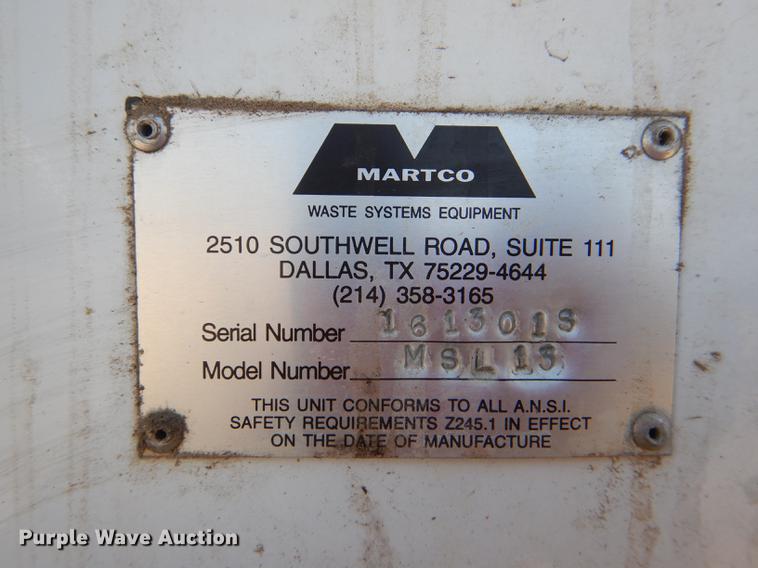 MARTCO
WASTE SYSTEMS EQUIPMENT
2510 SOUTHWELL ROAD, SUITE 111
DALLAS, TX 75229-4644
(214) 358-3165
Serial Number 161301S
Model Number MSL13
THIS UNIT CONFORMS TO ALL A.N.S.I.
SAFETY REQUIREMENTS Z245.1 IN EFFECT
ON THE DATE OF MANUFACTURE
Purple Wave Auction